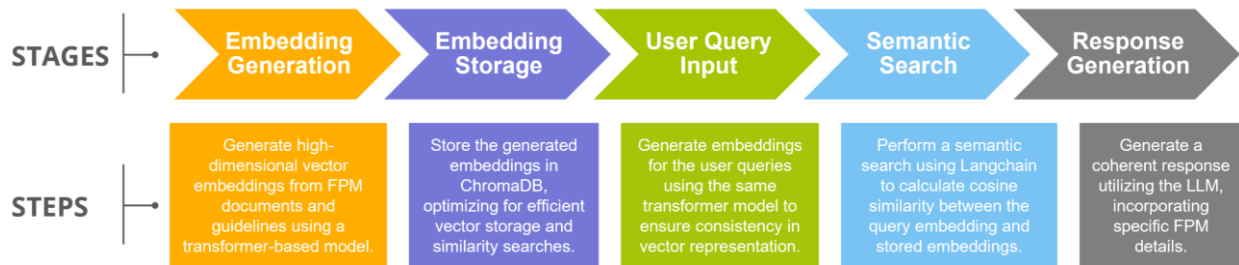 STAGES
Embedding
Generation
Embedding
Storage
User Query
Input
Semantic
Search
Response
Generation
STEPS
Generate high-
dimensional vector
embeddings from FPM
documents and
guidelines using a
transformer-based model.
Store the generated
embeddings in
ChromaDB,
optimizing for efficient
vector storage and
similarity searches.
Generate embeddings
for the user queries
using the same
transformer model to
ensure consistency in
vector representation.
Perform a semantic
search using Langchain
to calculate cosine
similarity between the
query embedding and
stored embeddings.
Generate a
coherent response
utilizing the LLM,
incorporating
specific FPM
details.